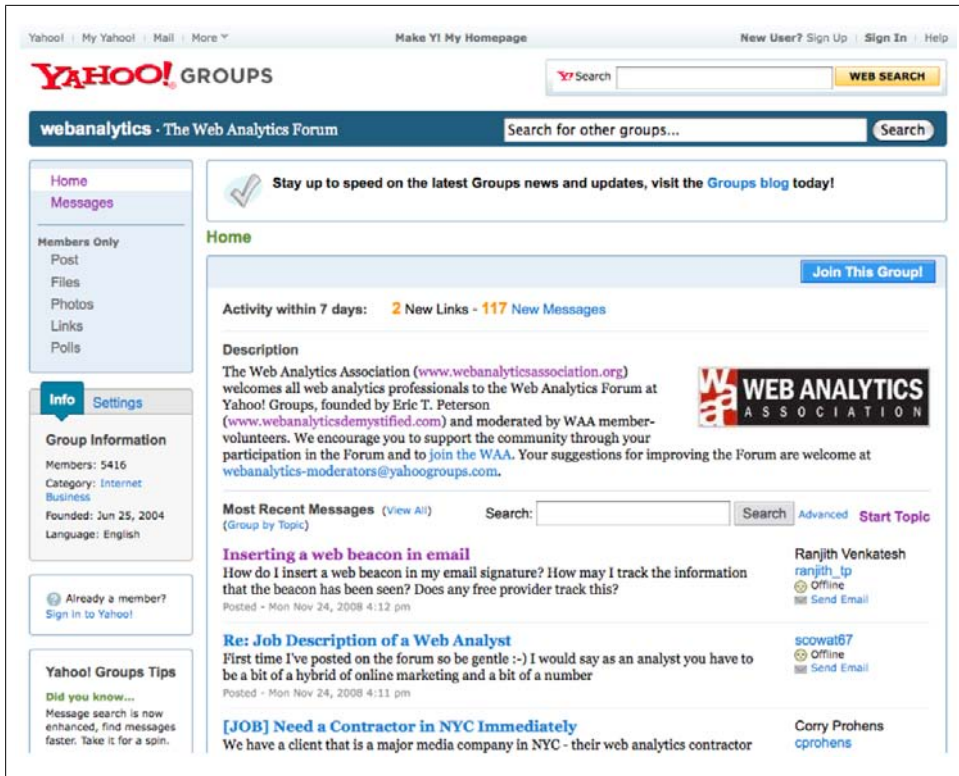 Yahoo! My Yahoo! Mail More Make Y! My Homepage New User? Sign Up Sign In Help
YAHOO! GROUPS
Y! Search WEB SEARCH
webanalytics · The Web Analytics Forum Search for other groups... Search
Home
Messages
Members Only
Post
Files
Photos
Links
Polls
Info Settings
Group Information
Members: 5416
Category: Internet
Business
Founded: Jun 25, 2004
Language: English
Already a member?
Sign in to Yahoo!
Yahoo! Groups Tips
Did you know...
Message search is now
enhanced, find messages
faster. Take it for a spin.
Stay up to speed on the latest Groups news and updates, visit the Groups blog today!
Home
Join This Group!
Activity within 7 days: 2 New Links - 117 New Messages
Description
The Web Analytics Association (www.webanalyticsassociation.org)
welcomes all web analytics professionals to the Web Analytics Forum at
Yahoo! Groups, founded by Eric T. Peterson
(www.webanalyticsdemystified.com) and moderated by WAA member-
volunteers. We encourage you to support the community through your
participation in the Forum and to join the WAA. Your suggestions for improving the Forum are welcome at
webanalytics-moderators@yahoogroups.com.
Waa WEB ANALYTICS
ASSOCIATION
Most Recent Messages (View All) Search: Search Advanced Start Topic
(Group by Topic)
Inserting a web beacon in email
How do I insert a web beacon in my email signature? How may I track the information
that the beacon has been seen? Does any free provider track this?
Posted - Mon Nov 24, 2008 4:12 pm
Ranjith Venkatesh
ranjith_tp
Offline
Send Email
Re: Job Description of a Web Analyst
First time I've posted on the forum so be gentle :-) I would say as an analyst you have to
be a bit of a hybrid of online marketing and a bit of a number
Posted - Mon Nov 24, 2008 4:11 pm
scowat67
Offline
Send Email
[JOB] Need a Contractor in NYC Immediately
We have a client that is a major media company in NYC - their web analytics contractor
Corry Prohens
cprohens